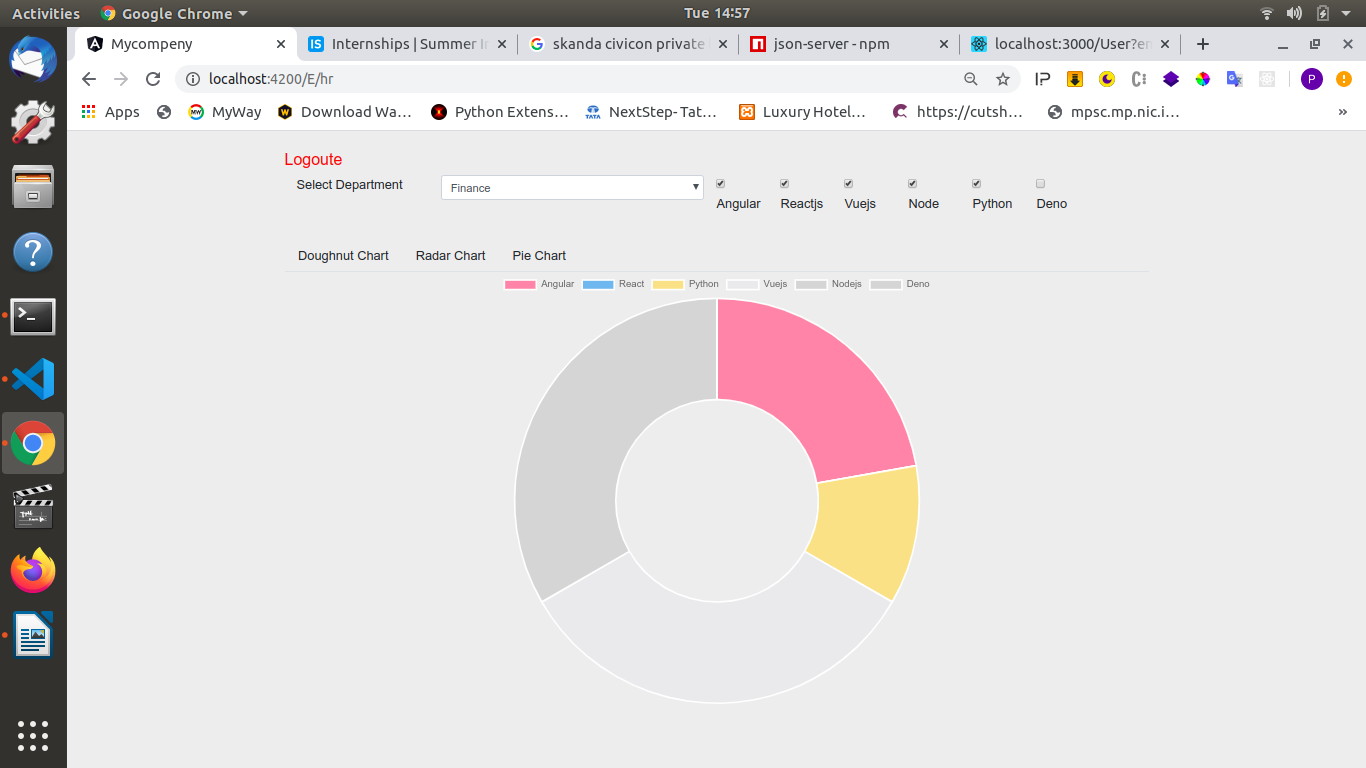 Activities Google Chrome Tue 14:57
Mycompeny Internships | Summer In skanda civicon private json-server - npm localhost:3000/User?en
localhost:4200/E/hr IP P
Apps MyWay Download Wa… Python Extens… NextStep- Tat… Luxury Hotel… https://cutsh… mpsc.mp.nic.i… »
Logoute
Select Department Finance
Angular Reactjs Vuejs Node Python Deno
Doughnut Chart Radar Chart Pie Chart
Angular React Python Vuejs Nodejs Deno